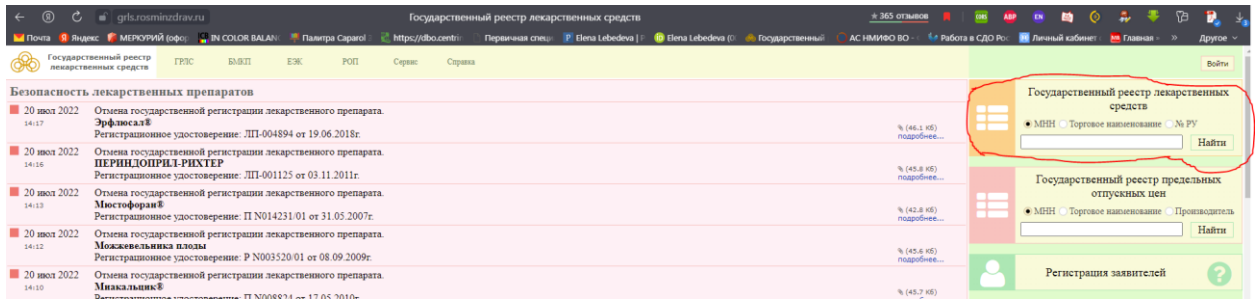 grls.rosminzdrav.ru
Государственный реестр лекарственных средств
★ 365 отзывов
Почта
Яндекс
МЕРКУРИЙ (офор
IN COLOR BALAN
Палитра Caparol
https://dbo.centrin
Первичная специ
Elena Lebedeva |
Elena Lebedeva (
Государственный
АС НМИФО ВО -
Работа в СДО Рос
Личный кабинет
Главная -
»
Другое
Государственный реестр
лекарственных средств
ГРЛС
БМКП
ЕЭК
РОП
Сервис
Справка
Войти
Безопасность лекарственных препаратов
20 июл 2022 Отмена государственной регистрации лекарственного препарата.
14:17 Эрфлюсал®
Регистрационное удостоверение: ЛП-004894 от 19.06.2018г.
(46.1 Кб)
подробнее...
20 июл 2022 Отмена государственной регистрации лекарственного препарата.
14:16 ПЕРИНДОПРИЛ-РИХТЕР
Регистрационное удостоверение: ЛП-001125 от 03.11.2011г.
(45.8 Кб)
подробнее...
20 июл 2022 Отмена государственной регистрации лекарственного препарата.
14:13 Мюстофоран®
Регистрационное удостоверение: П N014231/01 от 31.05.2007г.
(42.8 Кб)
подробнее...
20 июл 2022 Отмена государственной регистрации лекарственного препарата.
14:12 Можжевельника плоды
Регистрационное удостоверение: Р N003520/01 от 08.09.2009г.
(45.6 Кб)
подробнее...
20 июл 2022 Отмена государственной регистрации лекарственного препарата.
14:10 Миакальцик®
Регистрационное удостоверение: П N008824 от 17.05.2010г.
(45.7 Кб)
Государственный реестр лекарственных
средств
МНН Торговое наименование № РУ
Найти
Государственный реестр предельных
отпускных цен
МНН Торговое наименование Производитель
Найти
Регистрация заявителей
?